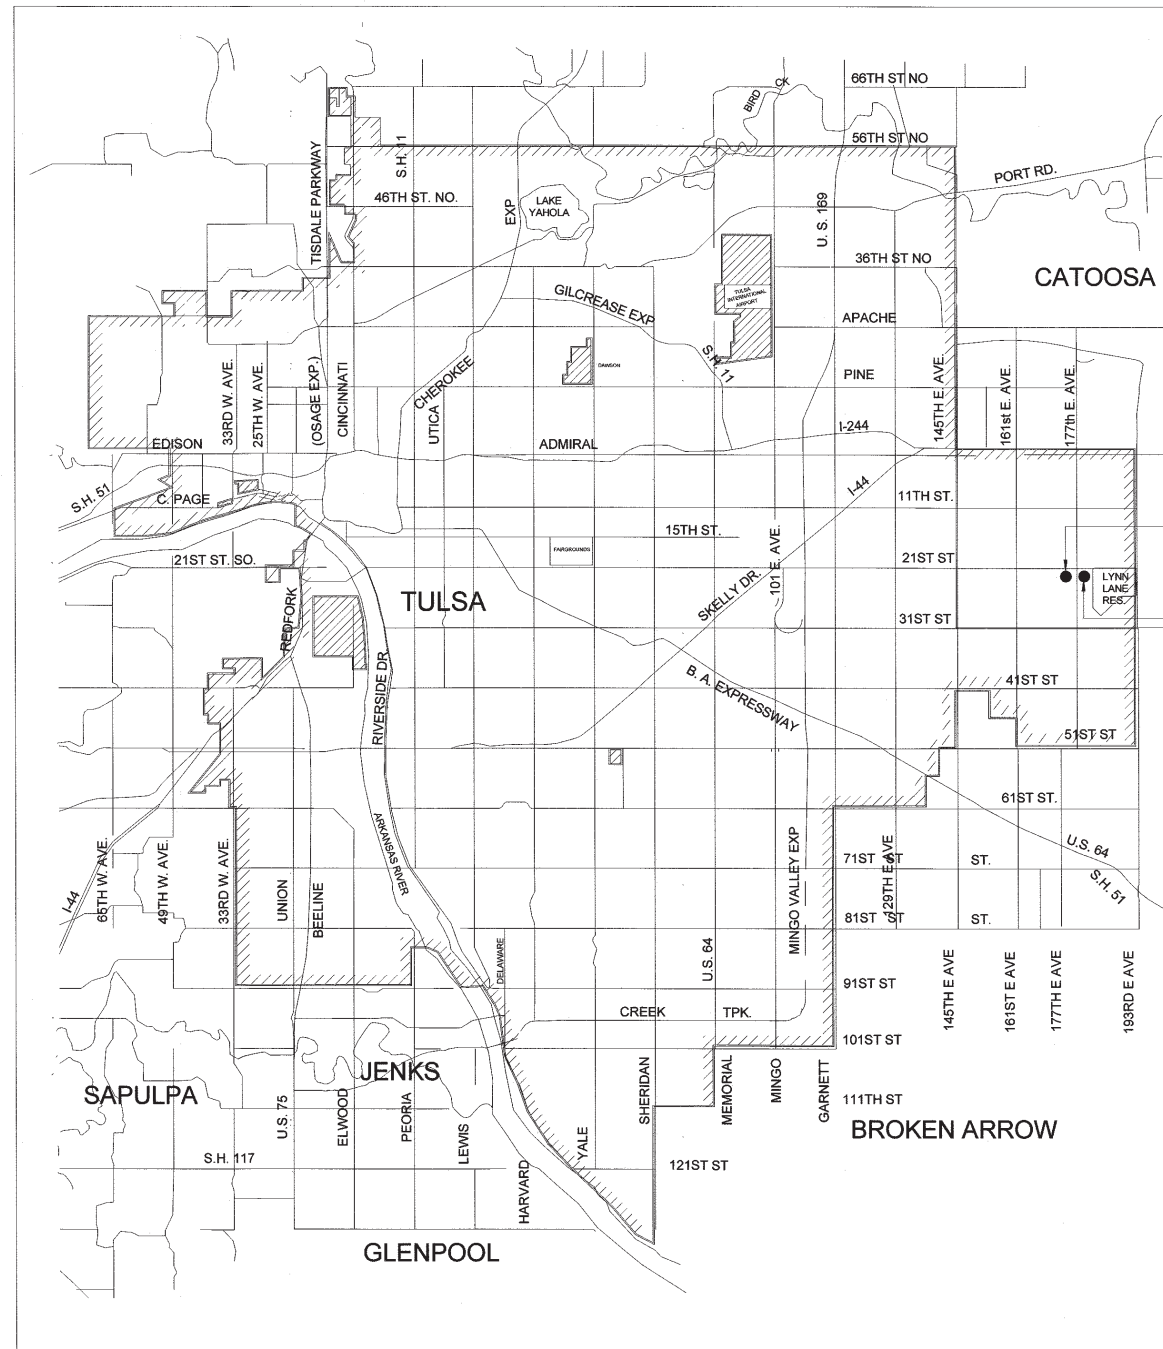 66TH ST NO
BIRD
CK
56TH ST NO
S.H. 11
TISDALE PARKWAY
PORT RD.
46TH ST. NO.
LAKE
YAHOLA
EXP
U. S. 169
36TH ST NO
CATOOSA
GILCREASE EXP
TULSA
INTERNATIONAL
AIRPORT
APACHE
S.H. 11
DAWSON
CHEROKEE
PINE
33RD W. AVE.
25TH W. AVE.
(OSAGE EXP.)
CINCINNATI
UTICA
145TH E. AVE.
161st E. AVE.
177th E. AVE.
EDISON
ADMIRAL
I-244
S.H. 51
C. PAGE
I-44
11TH ST.
15TH ST.
FAIRGROUNDS
101 E. AVE.
21ST ST. SO.
21ST ST
SKELLY DR.
LYNN
LANE
RES.
TULSA
REDFORK
31ST ST
RIVERSIDE DR.
B. A. EXPRESSWAY
41ST ST
51ST ST
61ST ST.
ARKANSAS RIVER
MINGO VALLEY EXP
65TH W. AVE.
49TH W. AVE.
33RD W. AVE.
71ST ST
ST.
129TH E AVE
U.S. 64
S.H. 51
I-44
UNION
BEELINE
81ST ST
ST.
DELAWARE
U.S. 64
91ST ST
145TH E AVE
161ST E AVE
177TH E AVE
193RD E AVE
CREEK
TPK.
101ST ST
JENKS
SAPULPA
U.S. 75
ELWOOD
PEORIA
LEWIS
HARVARD
YALE
SHERIDAN
MEMORIAL
MINGO
GARNETT
111TH ST
BROKEN ARROW
S.H. 117
121ST ST
GLENPOOL